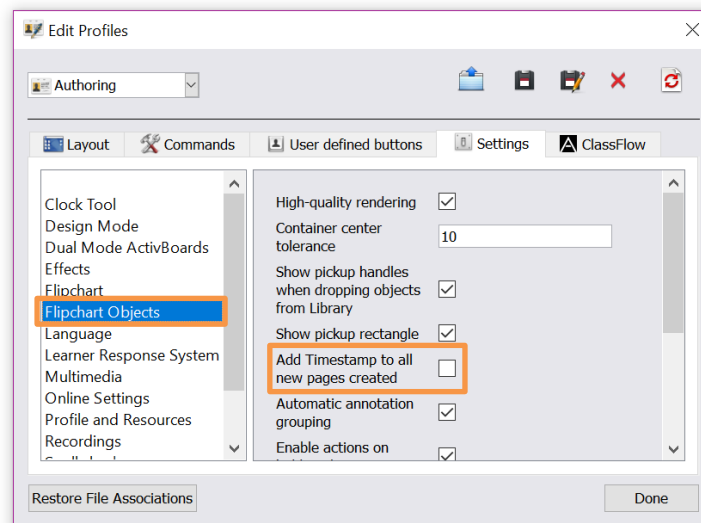 Edit Profiles
Authoring
Layout
Commands
User defined buttons
Settings
ClassFlow
Clock Tool
Design Mode
Dual Mode ActivBoards
Effects
Flipchart
Flipchart Objects
Language
Learner Response System
Multimedia
Online Settings
Profile and Resources
Recordings
High-quality rendering
Container center
tolerance
10
Show pickup handles
when dropping objects
from Library
Show pickup rectangle
Add Timestamp to all
new pages created
Automatic annotation
grouping
Enable actions on
Restore File Associations
Done